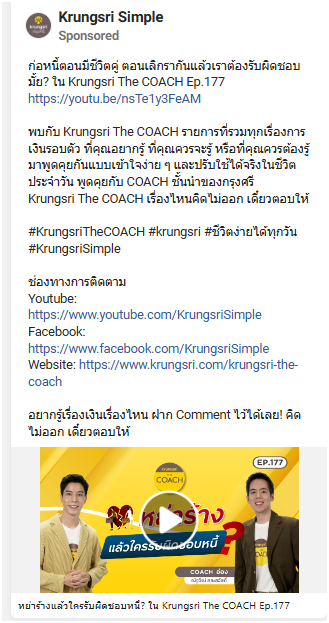 Krungsri Simple
Sponsored
ก่อหนี้ตอนมีชีวิตคู่ ตอนเลิกรากันแล้วเราต้องรับผิดชอบ
มั้ย? ใน Krungsri The COACH Ep.177
https://youtu.be/nsTe1y3FeAM
พบกับ Krungsri The COACH รายการที่รวมทุกเรื่องการ
เงินรอบตัว ที่คุณอยากรู้ ที่คุณควรจะรู้ หรือที่คุณควรต้องรู้
มาพูดคุยกันแบบเข้าใจง่าย ๆ และปรับใช้ได้จริงในชีวิต
ประจำวัน พูดคุยกับ COACH ชั้นนำของกรุงศรี
Krungsri The COACH เรื่องไหนคิดไม่ออก เดี๋ยวตอบให้
#KrungsriTheCOACH #krungsri #ชีวิตง่ายได้ทุกวัน
#KrungsriSimple
ช่องทางการติดตาม
Youtube:
https://www.youtube.com/KrungsriSimple
Facebook:
https://www.facebook.com/KrungsriSimple
Website: https://www.krungsri.com/krungsri-the-
coach
อยากรู้เรื่องเงินเรื่องไหน ฝาก Comment ไว้ได้เลย! คิด
ไม่ออก เดี๋ยวตอบให้
COACH
EP.177
หย่าร้าง
แล้วใครรับผิดชอบหนี้?
COACH อ๋อง
หย่าร้างแล้วใครรับผิดชอบหนี้? ใน Krungsri The COACH Ep.177